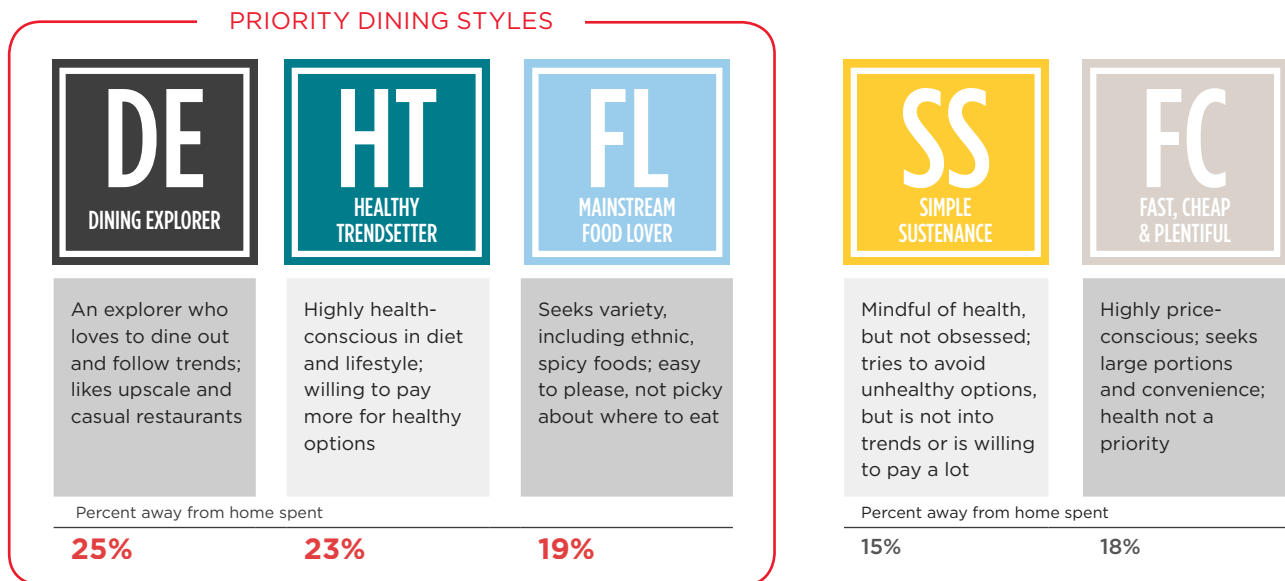 PRIORITY DINING STYLES
DE
DINING EXPLORER
An explorer who
loves to dine out
and follow trends;
likes upscale and
casual restaurants
HT
HEALTHY
TRENDSETTER
Highly health-
conscious in diet
and lifestyle;
willing to pay
more for healthy
options
FL
MAINSTREAM
FOOD LOVER
Seeks variety,
including ethnic,
spicy foods; easy
to please, not picky
about where to eat
Percent away from home spent
25%
23%
19%
SS
SIMPLE
SUSTENANCE
Mindful of health,
but not obsessed;
tries to avoid
unhealthy options,
but is not into
trends or is willing
to pay a lot
FC
FAST, CHEAP
& PLENTIFUL
Highly price-
conscious; seeks
large portions
and convenience;
health not a
priority
Percent away from home spent
15%
18%